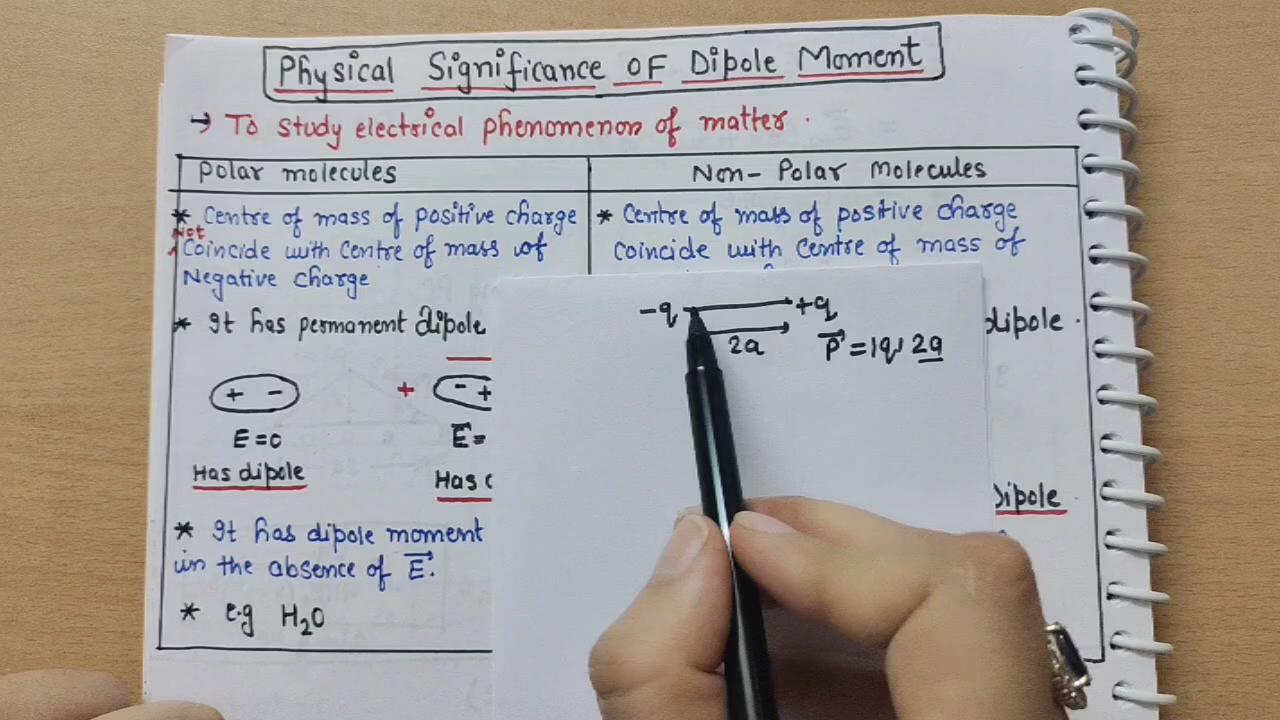 Physical Significance OF Dipole Moment
→ To study electrical phenomenon of matter.
Polar molecules
Non-Polar Molecules
* Centre of mass of positive charge
Not
Coincide with Centre of mass of
Negative charge
* Centre of mass of positive charge
coincide with Centre of mass of
* It has permanent dipole
dipole.
+ -
E=0
Has dipole
+
- +
E=
Has
Dipole.
* It has dipole moment
in the absence of E.
* e.g H2O
-q +q
2a
P = |q| 2a